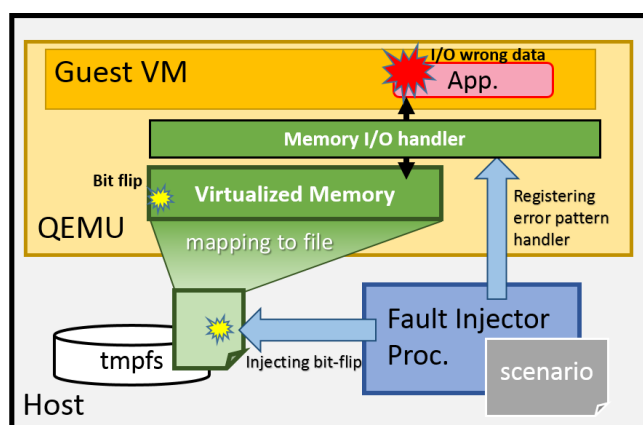 I/O wrong data
Guest VM
App.
Memory I/O handler
Bit flip
Virtualized Memory
Registering
error pattern
handler
QEMU
mapping to file
Fault Injector
Proc.
tmpfs
Injecting bit-flip
scenario
Host